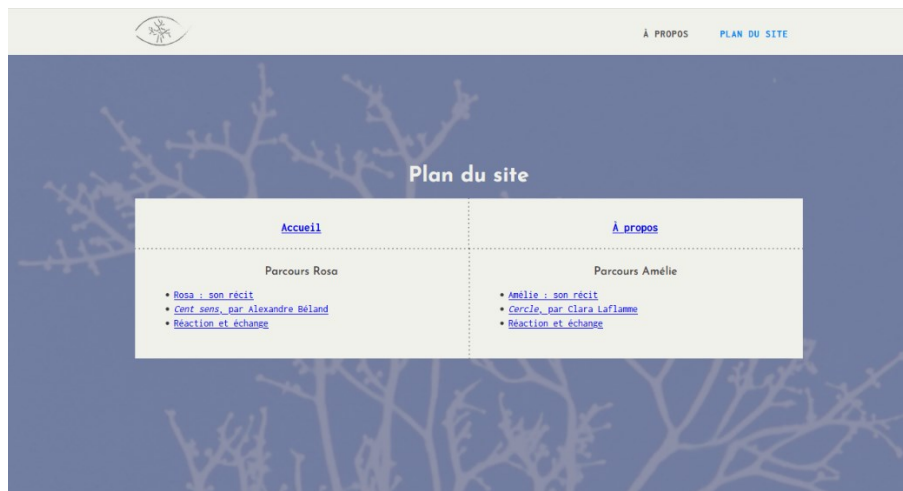 À PROPOS PLAN DU SITE
Plan du site
Accueil
À propos
Parcours Rosa
• Rosa : son récit
• Cent sens, par Alexandre Béland
• Réaction et échange
Parcours Amélie
• Amélie : son récit
• Cercle, par Clara Laflamme
• Réaction et échange